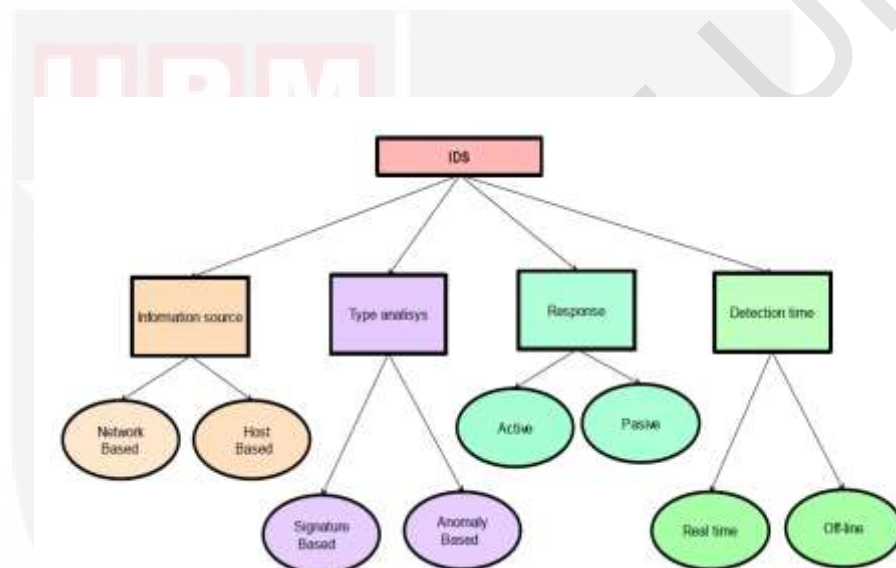 UPM
IDS
Information source
Type analisys
Response
Detection time
Network
Based
Host
Based
Active
Pasive
Signature
Based
Anomaly
Based
Real time
Off-line